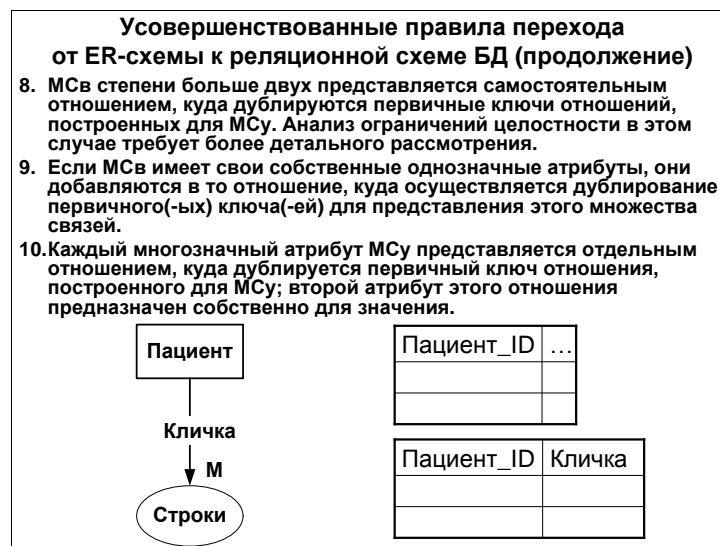 Усовершенствованные правила перехода
от ER-схемы к реляционной схеме БД (продолжение)
8. МСв степени больше двух представляется самостоятельным
отношением, куда дублируются первичные ключи отношений,
построенных для МСу. Анализ ограничений целостности в этом
случае требует более детального рассмотрения.
9. Если МСв имеет свои собственные однозначные атрибуты, они
добавляются в то отношение, куда осуществляется дублирование
первичного(-ых) ключа(-ей) для представления этого множества
связей.
10.Каждый многозначный атрибут МСу представляется отдельным
отношением, куда дублируется первичный ключ отношения,
построенного для МСу; второй атрибут этого отношения
предназначен собственно для значения.
Пациент
Кличка
М
Строки
Пациент_ID ...
Пациент_ID Кличка